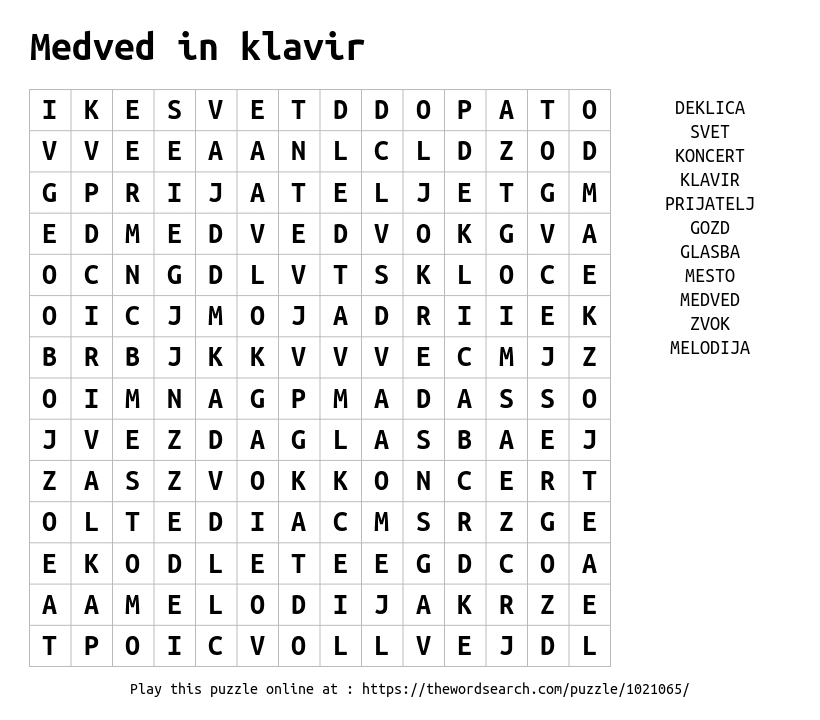 Medved in klavir
I K E S V E T D D O P A T O
V V E E A A N L C L D Z O D
G P R I J A T E L J E T G M
E D M E D V E D V O K G V A
O C N G D L V T S K L O C E
O I C J M O J A D R I I E K
B R B J K K V V V E C M J Z
O I M N A G P M A D A S S O
J V E Z D A G L A S B A E J
Z A S Z V O K K O N C E R T
O L T E D I A C M S R Z G E
E K O D L E T E E G D C O A
A A M E L O D I J A K R Z E
T P O I C V O L L V E J D L
DEKLICA
SVET
KONCERT
KLAVIR
PRIJATELJ
GOZD
GLASBA
MESTO
MEDVED
ZVOK
MELODIJA
Play this puzzle online at : https://thewordsearch.com/puzzle/1021065/